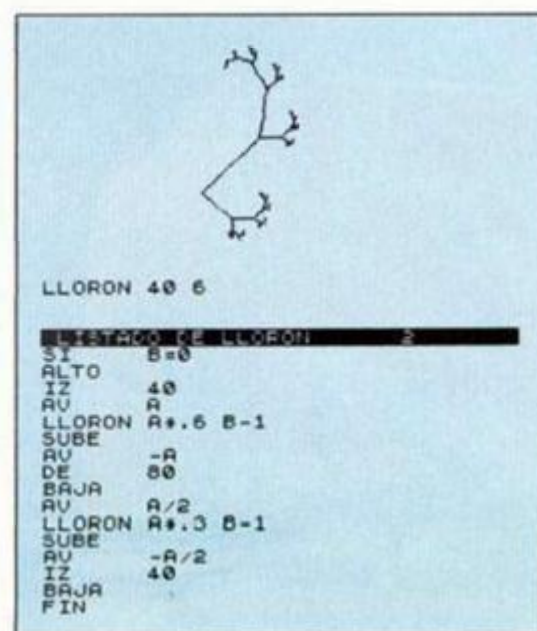 LLORON 40 6
LISTADO DE LLORON 2
SI B=0
ALTO
IZ 40
AV A
LLORON A*.6 B-1
SUBE
AV -A
DE 80
BAJA
AV A/2
LLORON A*.3 B-1
SUBE
AV -A/2
IZ 40
BAJA
FIN